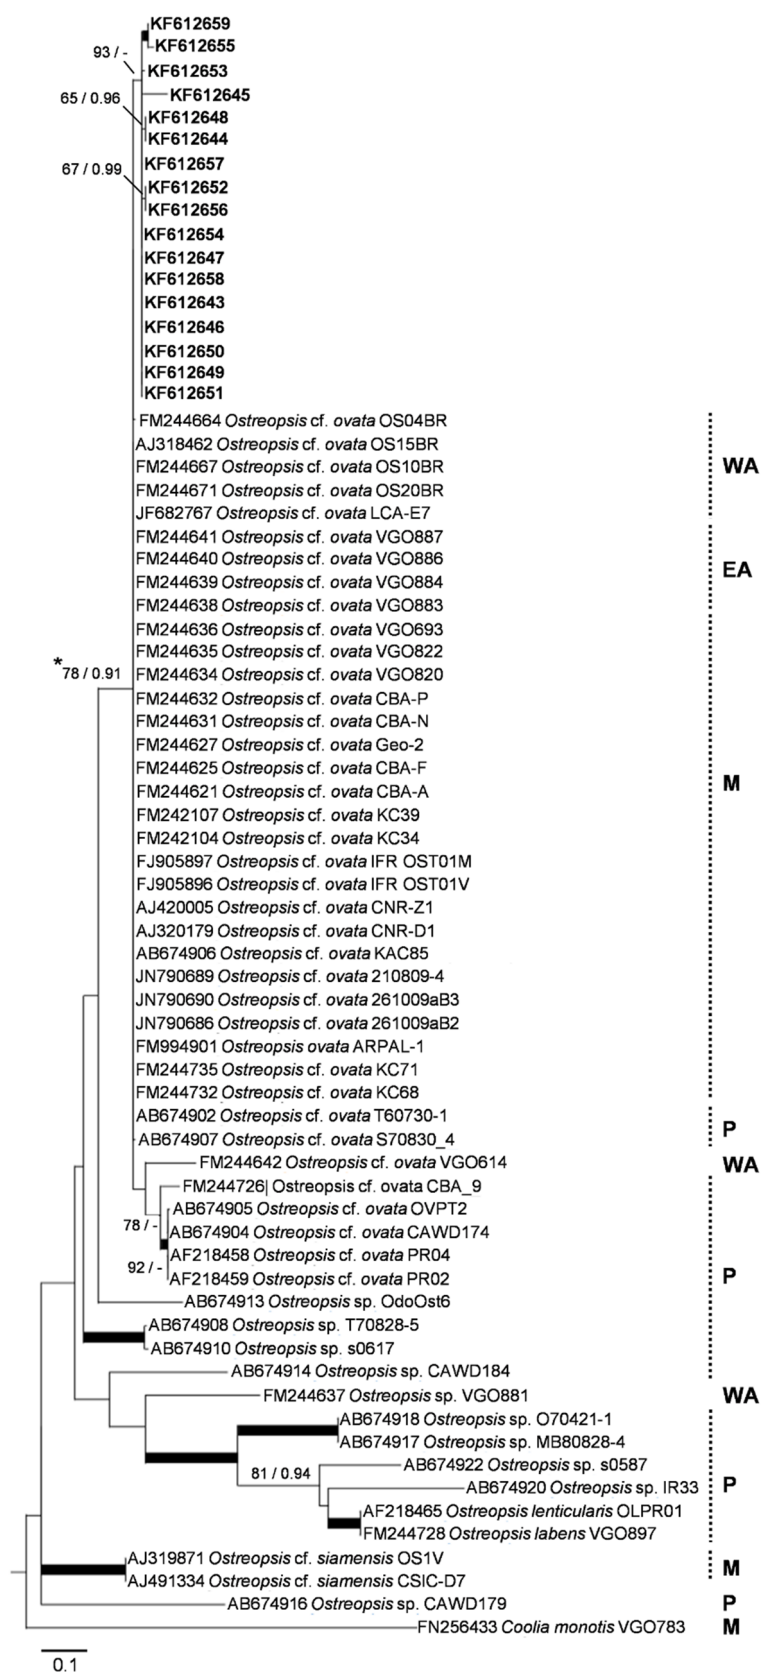 KF612659
KF612655
93 / -
KF612653
KF612645
65 / 0.96
KF612648
KF612644
KF612657
67 / 0.99
KF612652
KF612656
KF612654
KF612647
KF612658
KF612643
KF612646
KF612650
KF612649
KF612651
FM244664 Ostreopsis cf. ovata OS04BR
AJ318462 Ostreopsis cf. ovata OS15BR
FM244667 Ostreopsis cf. ovata OS10BR
WA
FM244671 Ostreopsis cf. ovata OS20BR
JF682767 Ostreopsis cf. ovata LCA-E7
FM244641 Ostreopsis cf. ovata VGO887
FM244640 Ostreopsis cf. ovata VGO886
EA
FM244639 Ostreopsis cf. ovata VGO884
FM244638 Ostreopsis cf. ovata VGO883
FM244636 Ostreopsis cf. ovata VGO693
FM244635 Ostreopsis cf. ovata VGO822
* 78 / 0.91
FM244634 Ostreopsis cf. ovata VGO820
FM244632 Ostreopsis cf. ovata CBA-P
FM244631 Ostreopsis cf. ovata CBA-N
FM244627 Ostreopsis cf. ovata Geo-2
FM244625 Ostreopsis cf. ovata CBA-F
M
FM244621 Ostreopsis cf. ovata CBA-A
FM242107 Ostreopsis cf. ovata KC39
FM242104 Ostreopsis cf. ovata KC34
FJ905897 Ostreopsis cf. ovata IFR OST01M
FJ905896 Ostreopsis cf. ovata IFR OST01V
AJ420005 Ostreopsis cf. ovata CNR-Z1
AJ320179 Ostreopsis cf. ovata CNR-D1
AB674906 Ostreopsis cf. ovata KAC85
JN790689 Ostreopsis cf. ovata 210809-4
JN790690 Ostreopsis cf. ovata 261009aB3
JN790686 Ostreopsis cf. ovata 261009aB2
FM994901 Ostreopsis ovata ARPAL-1
FM244735 Ostreopsis cf. ovata KC71
FM244732 Ostreopsis cf. ovata KC68
AB674902 Ostreopsis cf. ovata T60730-1
P
AB674907 Ostreopsis cf. ovata S70830_4
FM244642 Ostreopsis cf. ovata VGO614
WA
FM244726| Ostreopsis cf. ovata CBA_9
AB674905 Ostreopsis cf. ovata OVPT2
78 / -
AB674904 Ostreopsis cf. ovata CAWD174
AF218458 Ostreopsis cf. ovata PR04
92 / -
P
AF218459 Ostreopsis cf. ovata PR02
AB674913 Ostreopsis sp. OdoOst6
AB674908 Ostreopsis sp. T70828-5
AB674910 Ostreopsis sp. s0617
AB674914 Ostreopsis sp. CAWD184
FM244637 Ostreopsis sp. VGO881
WA
AB674918 Ostreopsis sp. O70421-1
AB674917 Ostreopsis sp. MB80828-4
81 / 0.94
AB674922 Ostreopsis sp. s0587
P
AB674920 Ostreopsis sp. IR33
AF218465 Ostreopsis lenticularis OLPR01
FM244728 Ostreopsis labens VGO897
AJ319871 Ostreopsis cf. siamensis OS1V
M
AJ491334 Ostreopsis cf. siamensis CSIC-D7
AB674916 Ostreopsis sp. CAWD179
P
FN256433 Coolia monotis VGO783
M
0.1